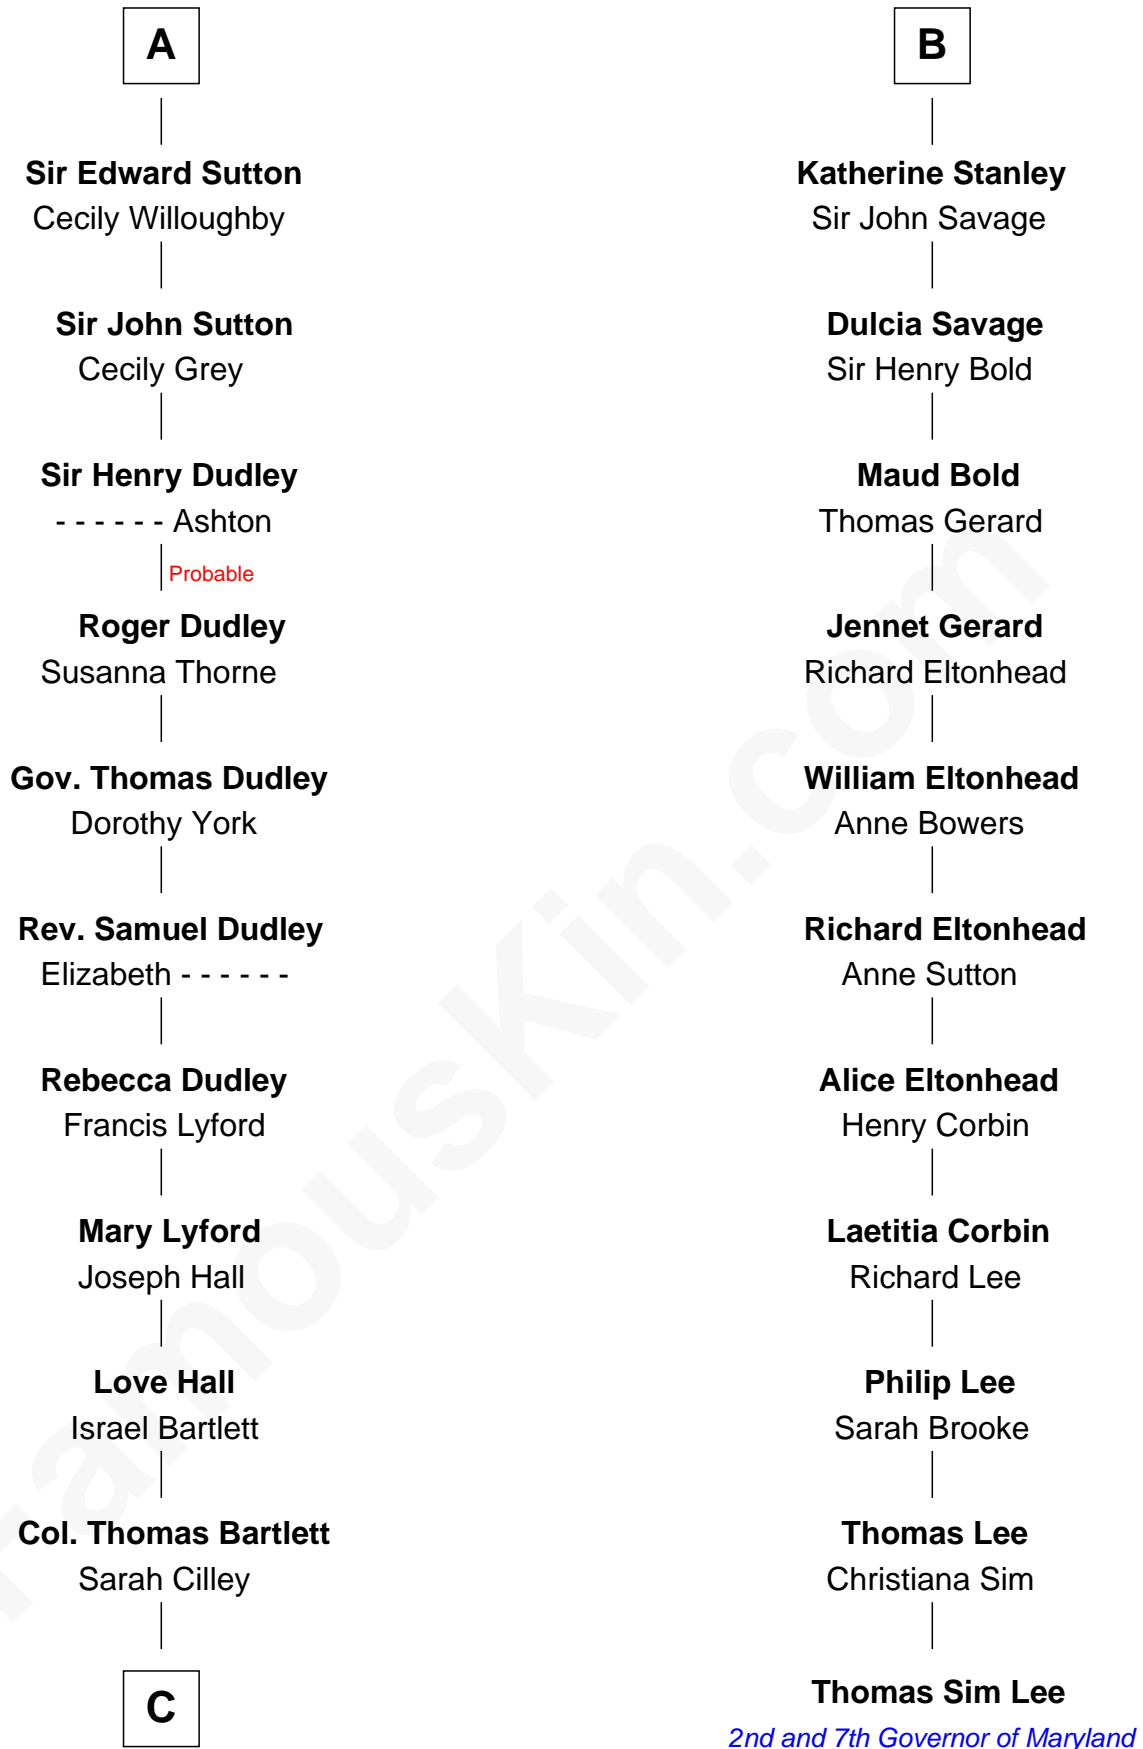 A
Sir Edward Sutton
Cecily Willoughby
Sir John Sutton
Cecily Grey
Sir Henry Dudley
- - - - - - Ashton
Probable
Roger Dudley
Susanna Thorne
Gov. Thomas Dudley
Dorothy York
Rev. Samuel Dudley
Elizabeth - - - - - -
Rebecca Dudley
Francis Lyford
Mary Lyford
Joseph Hall
Love Hall
Israel Bartlett
Col. Thomas Bartlett
Sarah Cilley
C
B
Katherine Stanley
Sir John Savage
Dulcia Savage
Sir Henry Bold
Maud Bold
Thomas Gerard
Jennet Gerard
Richard Eltonhead
William Eltonhead
Anne Bowers
Richard Eltonhead
Anne Sutton
Alice Eltonhead
Henry Corbin
Laetitia Corbin
Richard Lee
Philip Lee
Sarah Brooke
Thomas Lee
Christiana Sim
Thomas Sim Lee
2nd and 7th Governor of Maryland
FamousKin.com